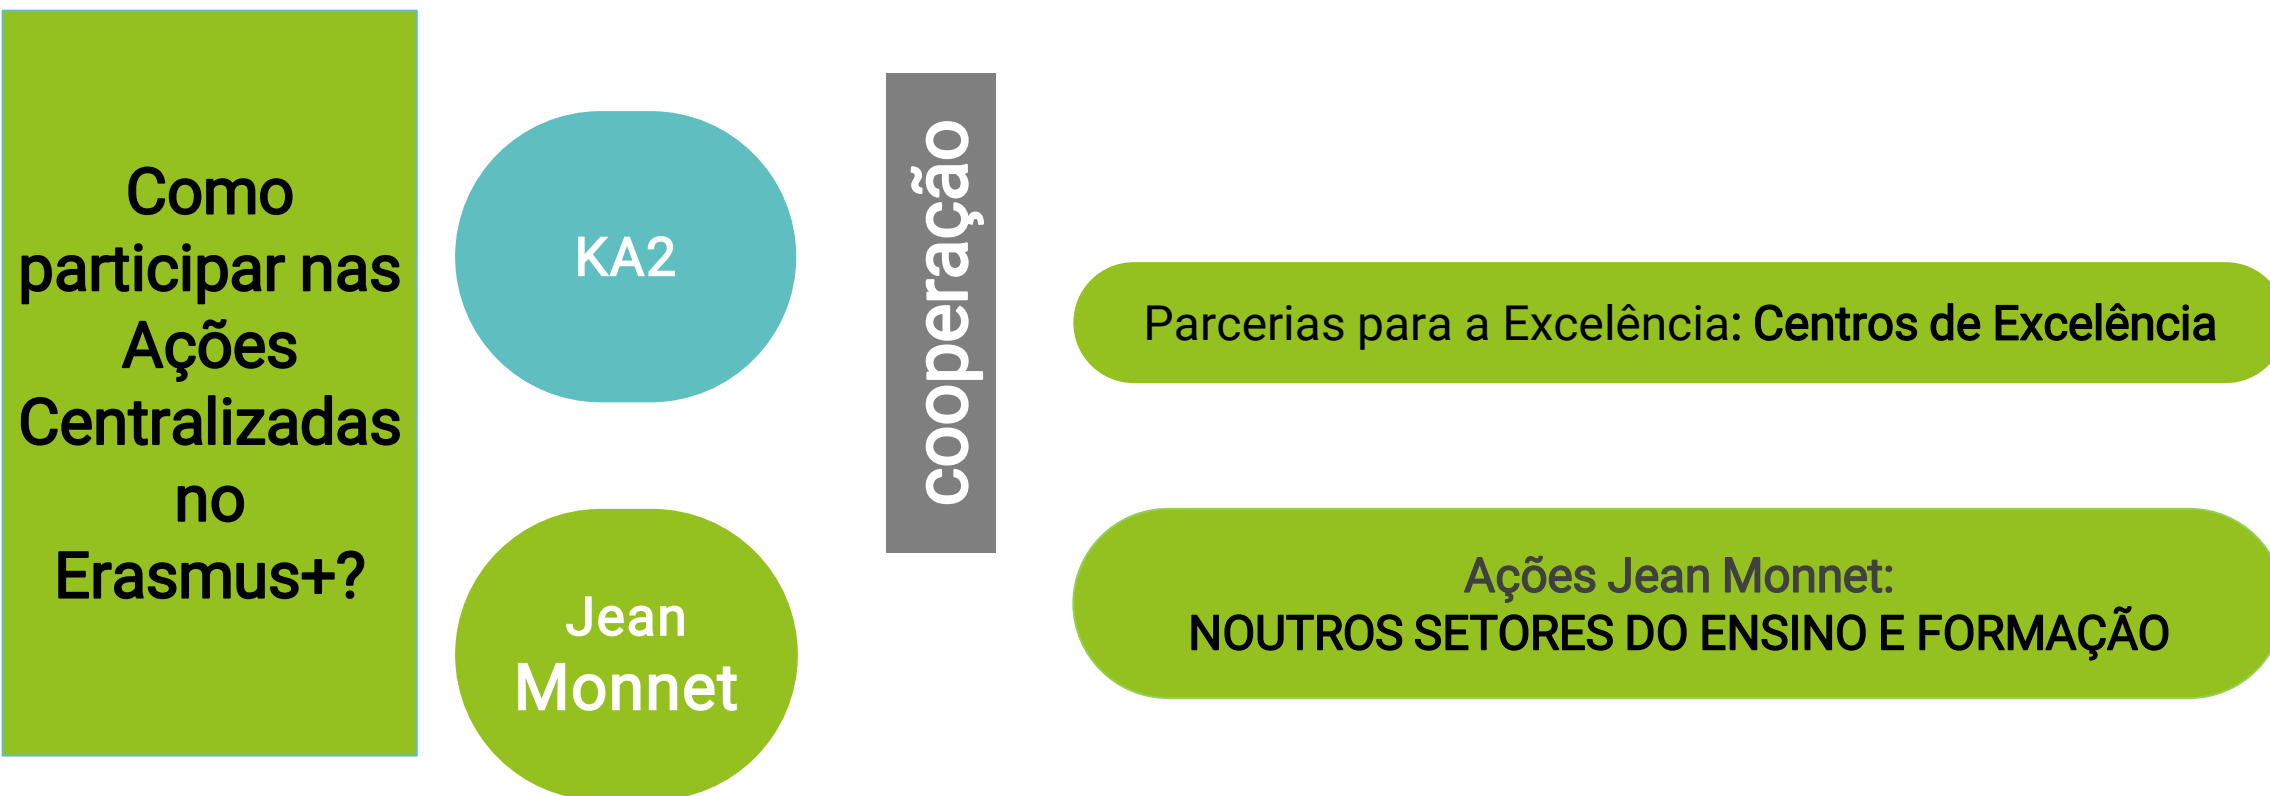 Como
participar nas
Ações
Centralizadas
no
Erasmus+?
KA2
Jean
Monnet
cooperação
Parcerias para a Excelência: Centros de Excelência
Ações Jean Monnet:
NOUTROS SETORES DO ENSINO E FORMAÇÃO